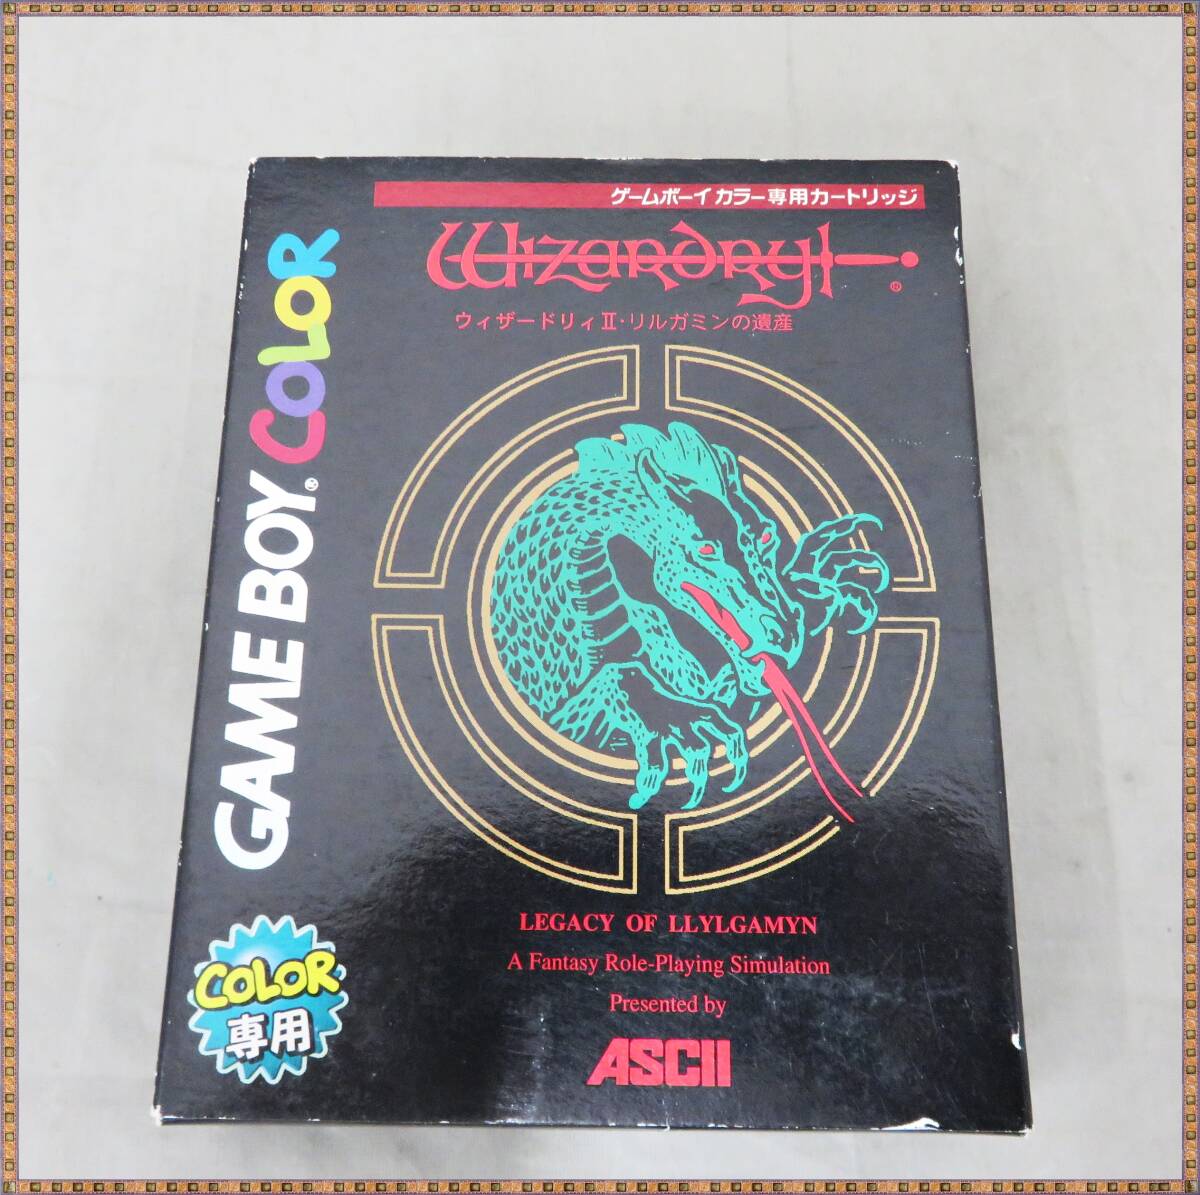 ゲームボーイカラー専用カートリッジ
Wizardry®
ウィザードリィII・リルガミンの遺産
GAME BOY® COLOR
LEGACY OF LLYLGAMYN
A Fantasy Role-Playing Simulation
Presented by
ASCII
COLOR
専用